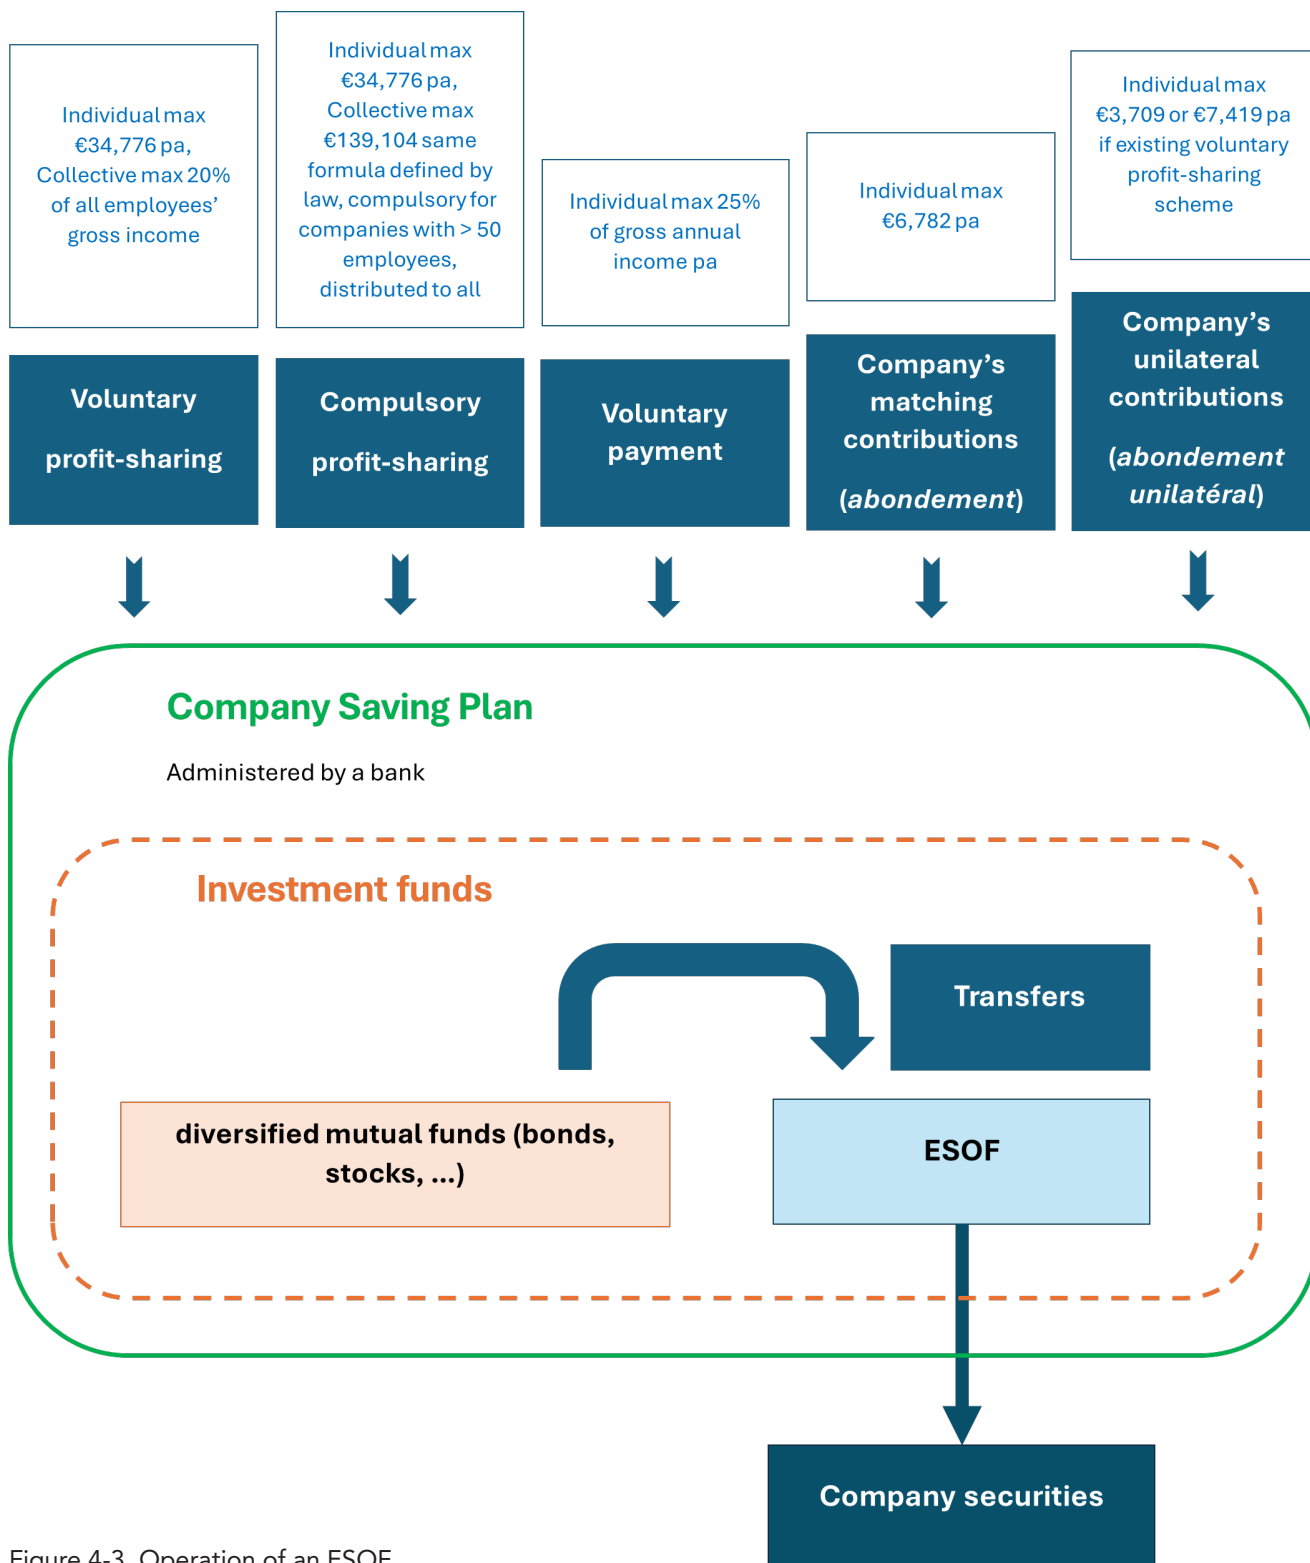 Individual max
€34,776 pa,
Collective max 20%
of all employees’
gross income
Individual max
€34,776 pa,
Collective max
€139,104 same
formula defined by
law, compulsory for
companies with > 50
employees,
distributed to all
Individual max 25%
of gross annual
income pa
Individual max
€6,782 pa
Individual max
€3,709 or €7,419 pa
if existing voluntary
profit-sharing
scheme
Voluntary
profit-sharing
Compulsory
profit-sharing
Voluntary
payment
Company’s
matching
contributions
(abondement)
Company’s
unilateral
contributions
(abondement
unilatéral)
Company Saving Plan
Administered by a bank
Investment funds
Transfers
diversified mutual funds (bonds,
stocks, ...)
ESOF
Company securities
Figure 4-3. Operation of an ESOF